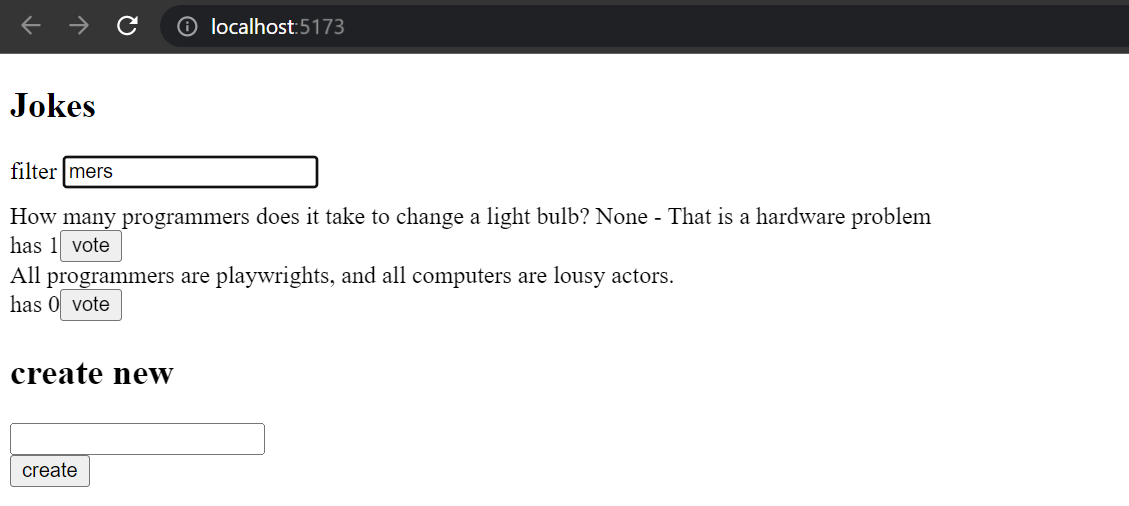 localhost:5173
Jokes
filter mers
How many programmers does it take to change a light bulb? None - That is a hardware problem
has 1 vote
All programmers are playwrights, and all computers are lousy actors.
has 0 vote
create new
create